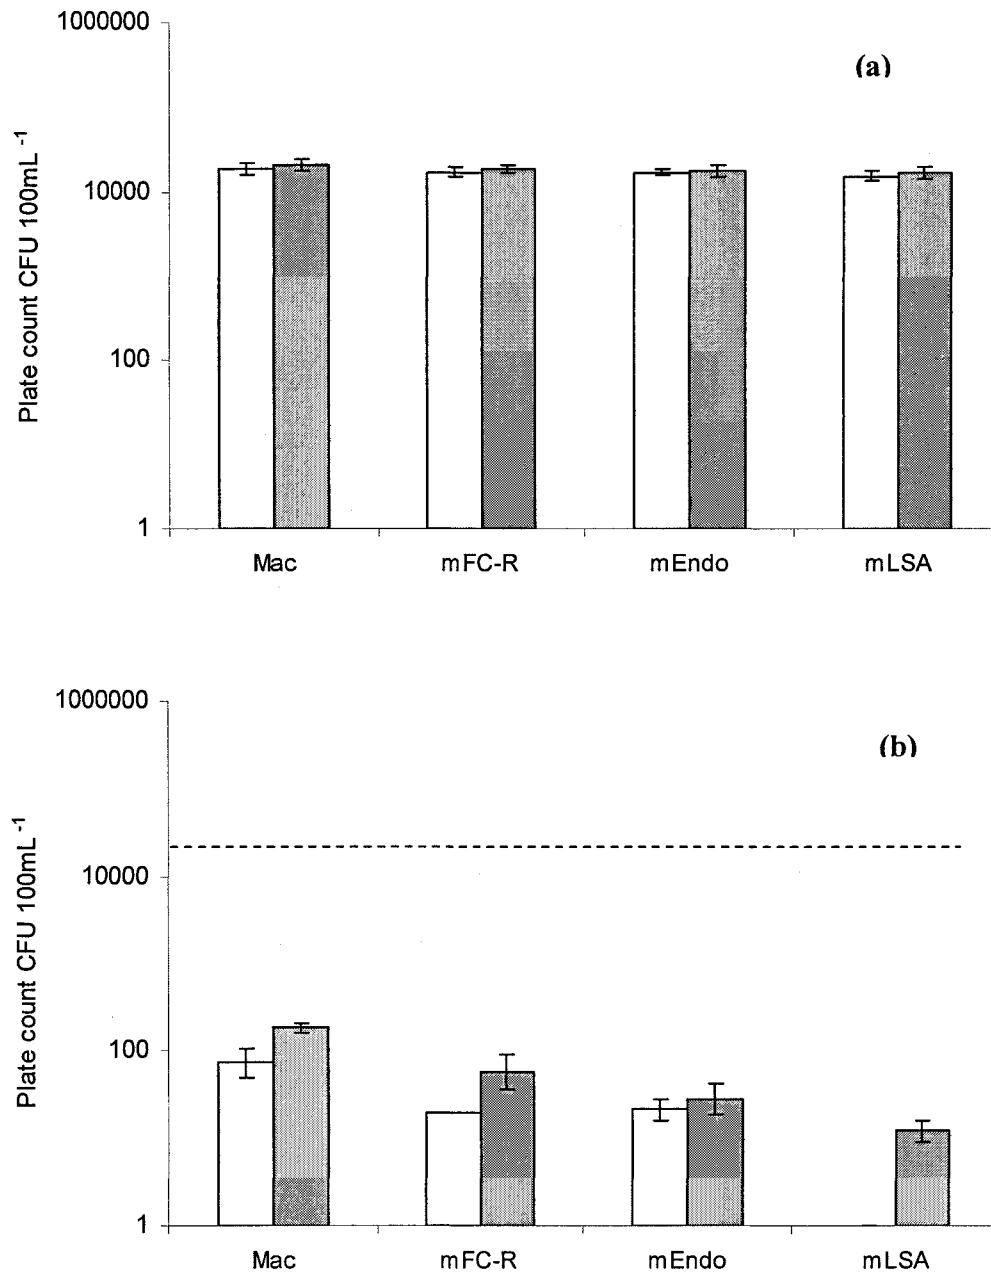 1000000
(a)
Plate count CFU 100mL⁻¹
10000
100
1
Mac mFC-R mEndo mLSA
1000000
(b)
Plate count CFU 100mL⁻¹
10000
100
1
Mac mFC-R mEndo mLSA